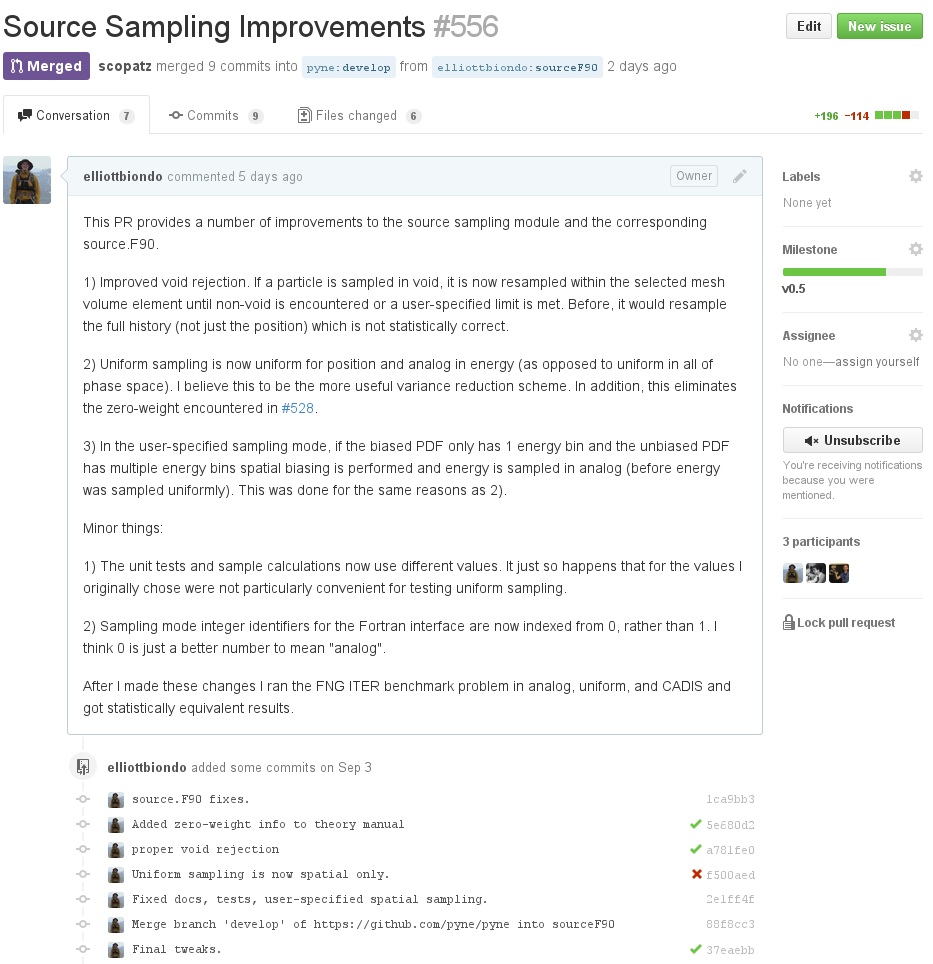 Source Sampling Improvements #556
Edit
New issue
Merged scopatz merged 9 commits into pyne:develop from elliottbiondo:sourceF90 2 days ago
Conversation 7
Commits 9
Files changed 6
+196 −114
elliottbiondo commented 5 days ago
Owner
This PR provides a number of improvements to the source sampling module and the corresponding
source.F90.
1) Improved void rejection. If a particle is sampled in void, it is now resampled within the selected mesh
volume element until non-void is encountered or a user-specified limit is met. Before, it would resample
the full history (not just the position) which is not statistically correct.
2) Uniform sampling is now uniform for position and analog in energy (as opposed to uniform in all of
phase space). I believe this to be the more useful variance reduction scheme. In addition, this eliminates
the zero-weight encountered in #528.
3) In the user-specified sampling mode, if the biased PDF only has 1 energy bin and the unbiased PDF
has multiple energy bins spatial biasing is performed and energy is sampled in analog (before energy
was sampled uniformly). This was done for the same reasons as 2).
Minor things:
1) The unit tests and sample calculations now use different values. It just so happens that for the values I
originally chose were not particularly convenient for testing uniform sampling.
2) Sampling mode integer identifiers for the Fortran interface are now indexed from 0, rather than 1. I
think 0 is just a better number to mean "analog".
After I made these changes I ran the FNG ITER benchmark problem in analog, uniform, and CADIS and
got statistically equivalent results.
elliottbiondo added some commits on Sep 3
source.F90 fixes. 1ca9bb3
Added zero-weight info to theory manual 5e680d2
proper void rejection a781fe0
Uniform sampling is now spatial only. f500aed
Fixed docs, tests, user-specified spatial sampling. 2e1ff4f
Merge branch 'develop' of https://github.com/pyne/pyne into sourceF90 88f8cc3
Final tweaks. 37eaebb
Labels
None yet
Milestone
v0.5
Assignee
No one—assign yourself
Notifications
Unsubscribe
You're receiving notifications
because you were
mentioned.
3 participants
Lock pull request